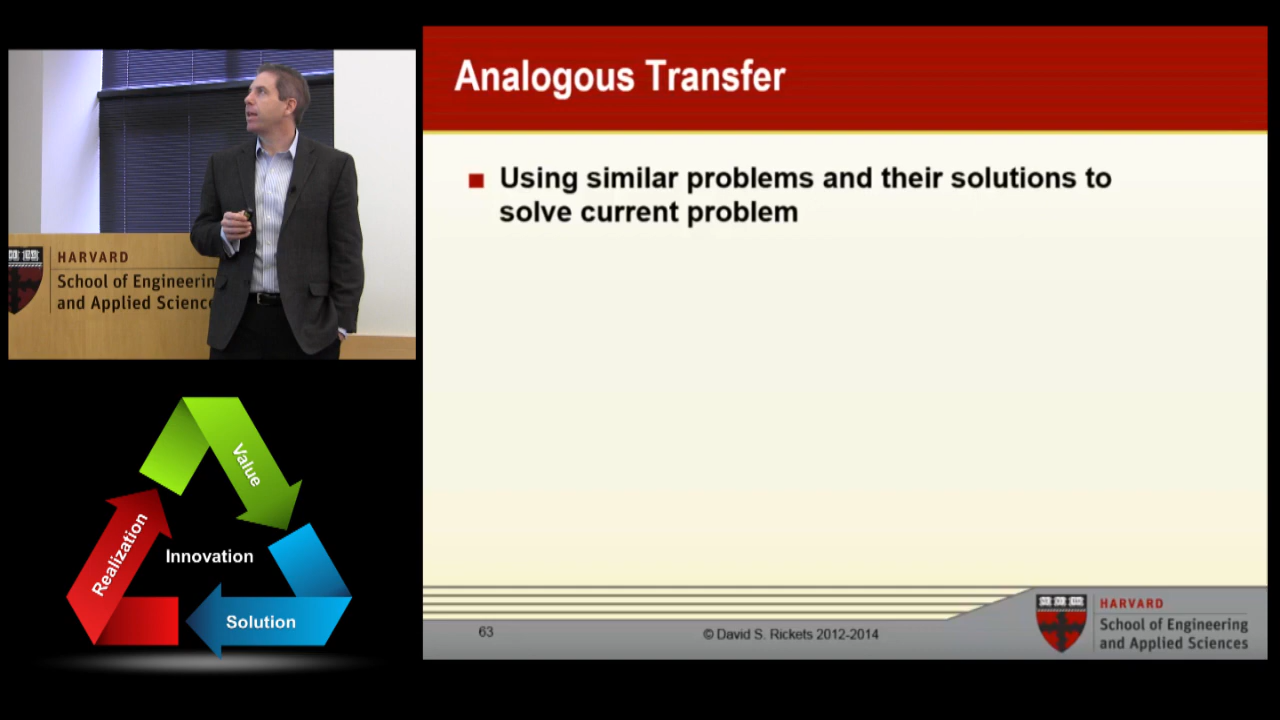 Analogous Transfer
Using similar problems and their solutions to
solve current problem
HARVARD
School of Engineerin
and Applied Science
Value
Realization
Innovation
Solution
63
© David S. Rickets 2012-2014
HARVARD
School of Engineering
and Applied Sciences